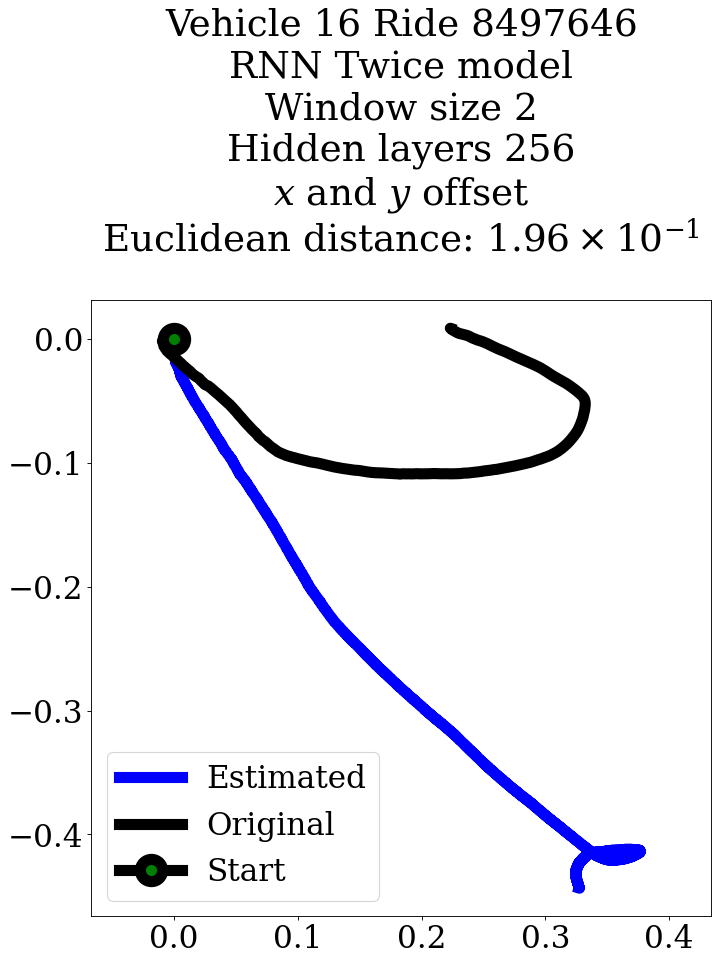 Vehicle 16 Ride 8497646
RNN Twice model
Window size 2
Hidden layers 256
x and y offset
Euclidean distance: 1.96 × 10⁻¹
0.0
−0.1
−0.2
−0.3
−0.4
Estimated
Original
Start
0.0 0.1 0.2 0.3 0.4